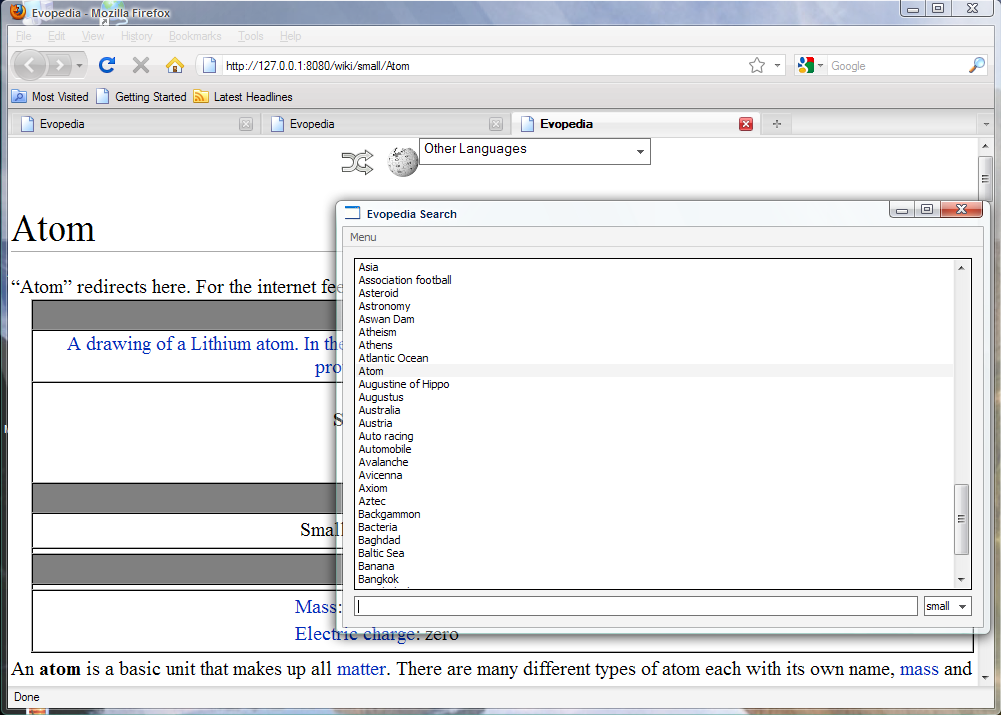 Evopedia - Mozilla Firefox
File Edit View History Bookmarks Tools Help
http://127.0.0.1:8080/wiki/small/Atom
Google
Most Visited Getting Started Latest Headlines
Evopedia Evopedia Evopedia
Other Languages
Atom
“Atom” redirects here. For the internet fee
A drawing of a Lithium atom. In the
pro
S
Small
Mass:
Electric charge: zero
An atom is a basic unit that makes up all matter. There are many different types of atom each with its own name, mass and
Done
Evopedia Search
Menu
Asia
Association football
Asteroid
Astronomy
Aswan Dam
Atheism
Athens
Atlantic Ocean
Atom
Augustine of Hippo
Augustus
Australia
Austria
Auto racing
Automobile
Avalanche
Avicenna
Axiom
Aztec
Backgammon
Bacteria
Baghdad
Baltic Sea
Banana
Bangkok
small